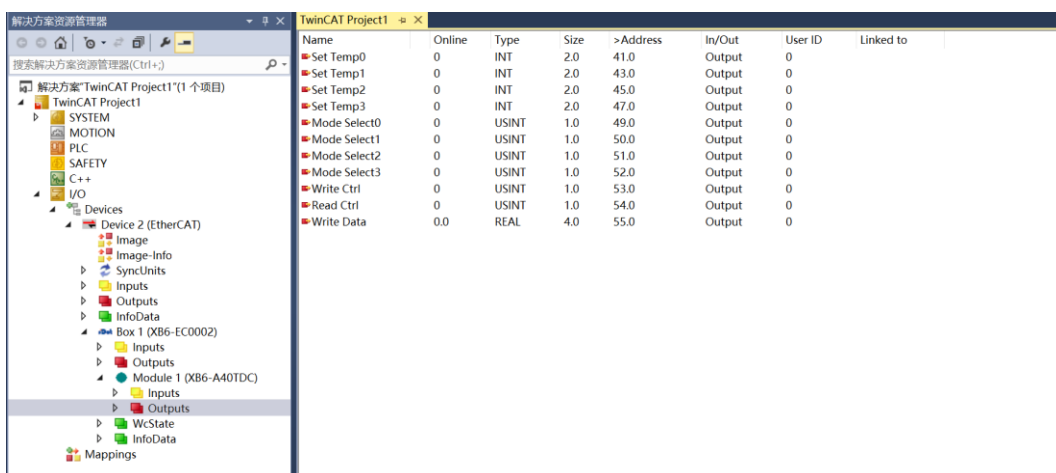 解决方案资源管理器
搜索解决方案资源管理器(Ctrl+;)
解决方案"TwinCAT Project1"(1 个项目)
TwinCAT Project1
SYSTEM
MOTION
PLC
SAFETY
C++
I/O
Devices
Device 2 (EtherCAT)
Image
Image-Info
SyncUnits
Inputs
Outputs
InfoData
Box 1 (XB6-EC0002)
Inputs
Outputs
Module 1 (XB6-A40TDC)
Inputs
Outputs
WcState
InfoData
Mappings
TwinCAT Project1
Name Online Type Size >Address In/Out User ID Linked to
Set Temp0 0 INT 2.0 41.0 Output 0
Set Temp1 0 INT 2.0 43.0 Output 0
Set Temp2 0 INT 2.0 45.0 Output 0
Set Temp3 0 INT 2.0 47.0 Output 0
Mode Select0 0 USINT 1.0 49.0 Output 0
Mode Select1 0 USINT 1.0 50.0 Output 0
Mode Select2 0 USINT 1.0 51.0 Output 0
Mode Select3 0 USINT 1.0 52.0 Output 0
Write Ctrl 0 USINT 1.0 53.0 Output 0
Read Ctrl 0 USINT 1.0 54.0 Output 0
Write Data 0.0 REAL 4.0 55.0 Output 0